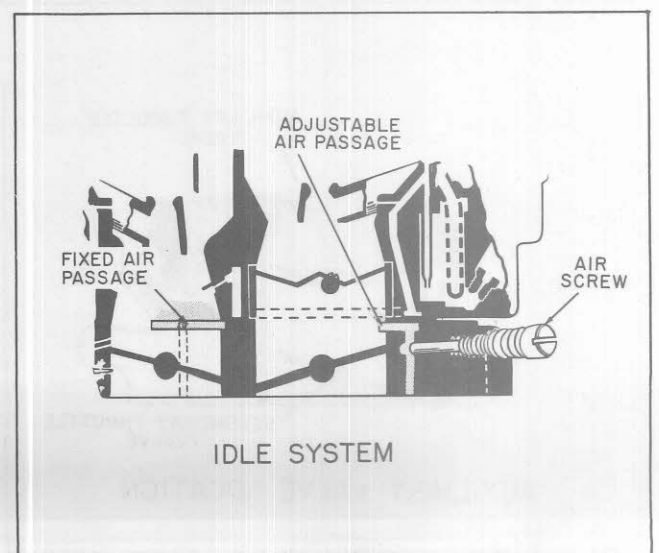 ADJUSTABLE
AIR PASSAGE
FIXED AIR
PASSAGE
AIR
SCREW
IDLE SYSTEM